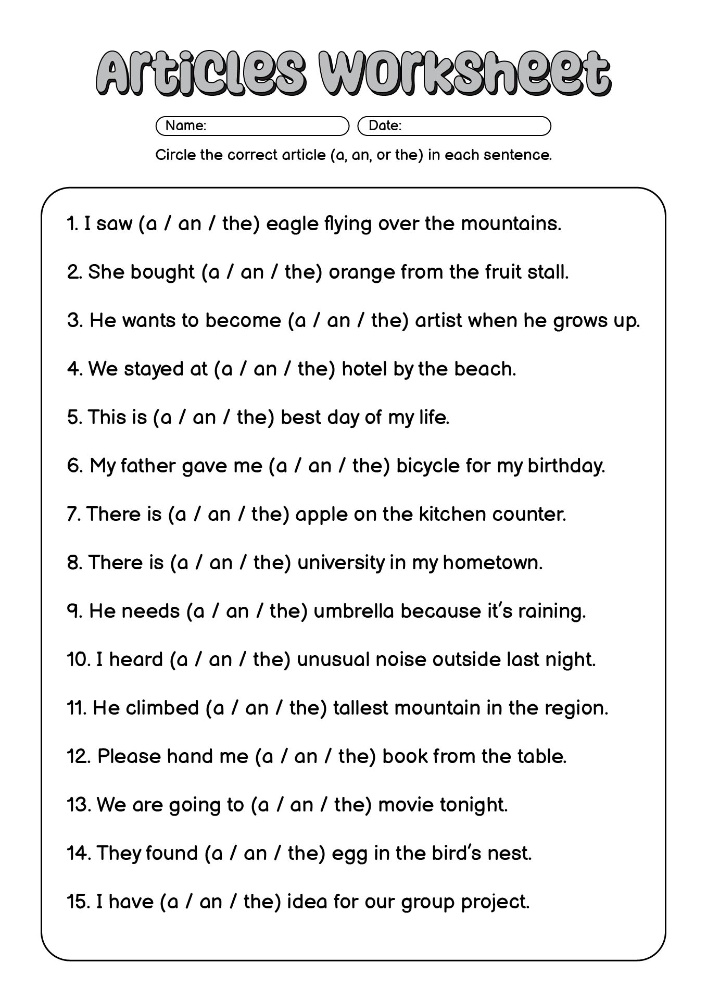 Articles Worksheet
Name:
Date:
Circle the correct article (a, an, or the) in each sentence.
1. I saw (a / an / the) eagle flying over the mountains.
2. She bought (a / an / the) orange from the fruit stall.
3. He wants to become (a / an / the) artist when he grows up.
4. We stayed at (a / an / the) hotel by the beach.
5. This is (a / an / the) best day of my life.
6. My father gave me (a / an / the) bicycle for my birthday.
7. There is (a / an / the) apple on the kitchen counter.
8. There is (a / an / the) university in my hometown.
9. He needs (a / an / the) umbrella because it's raining.
10. I heard (a / an / the) unusual noise outside last night.
11. He climbed (a / an / the) tallest mountain in the region.
12. Please hand me (a / an / the) book from the table.
13. We are going to (a / an / the) movie tonight.
14. They found (a / an / the) egg in the bird's nest.
15. I have (a / an / the) idea for our group project.